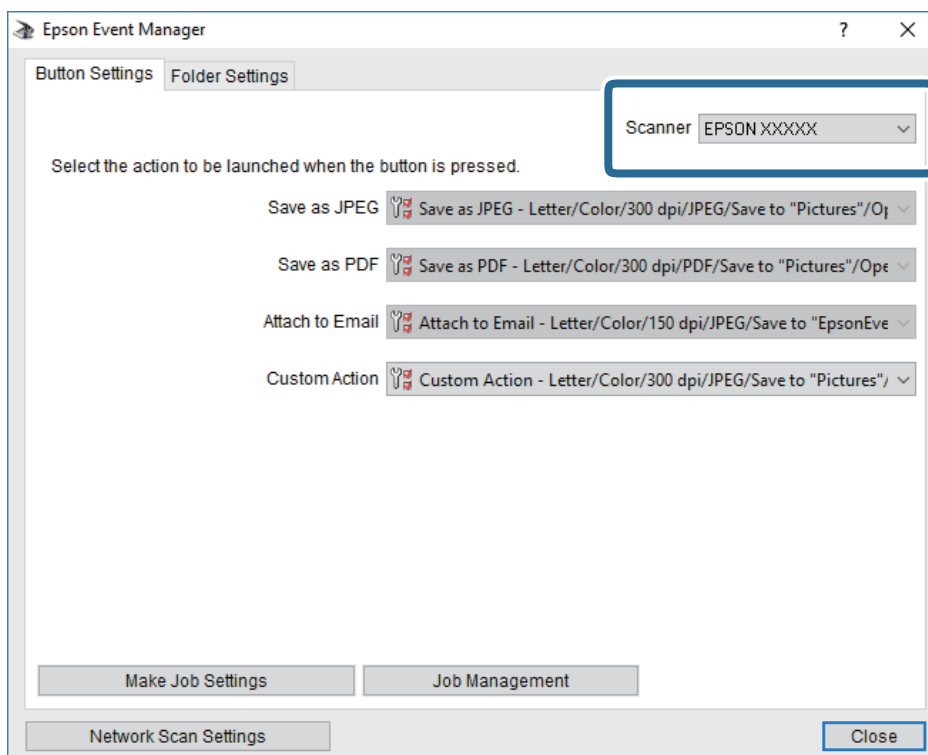 Epson Event Manager
Button Settings
Folder Settings
Scanner EPSON XXXXX
Select the action to be launched when the button is pressed.
Save as JPEG Save as JPEG - Letter/Color/300 dpi/JPEG/Save to "Pictures"/Op
Save as PDF Save as PDF - Letter/Color/300 dpi/PDF/Save to "Pictures"/Ope
Attach to Email Attach to Email - Letter/Color/150 dpi/JPEG/Save to "EpsonEve
Custom Action Custom Action - Letter/Color/300 dpi/JPEG/Save to "Pictures"/
Make Job Settings
Job Management
Network Scan Settings
Close